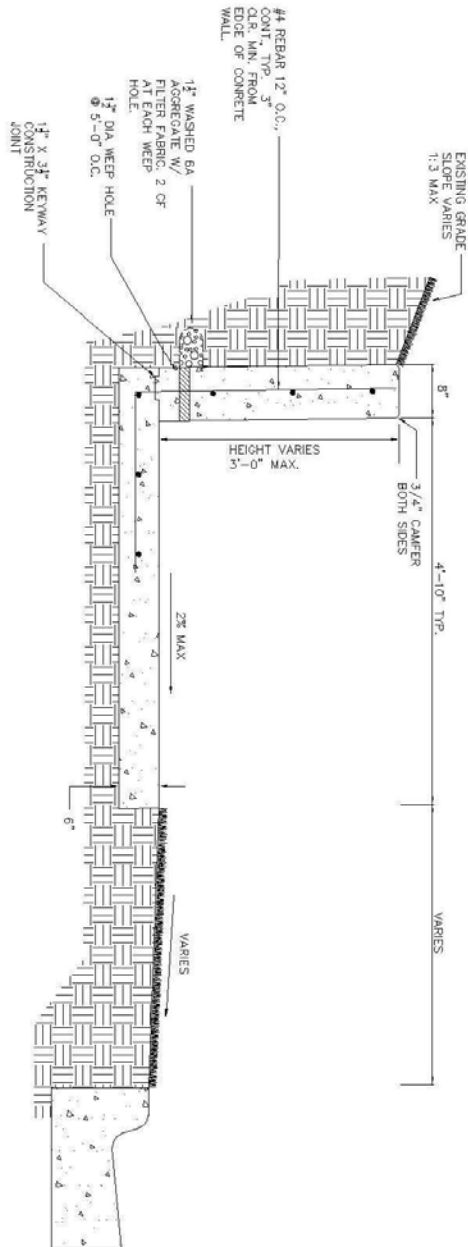 EXISTING GRADE
SLOPE VARIES
1:3 MAX
8"
4'-10" TYP.
VARIES
3/4" CAMFER
BOTH SIDES
#4 REBAR 12" O.C.,
CONT., TYP. 3"
CLR. MIN. FROM
EDGE OF CONRETE
WALL.
HEIGHT VARIES
3'-0" MAX.
1½" WASHED 6A
AGGREGATE W/
FILTER FABRIC. 2 CF
AT EACH WEEP
HOLE.
1½" DIA WEEP HOLE
@ 5'-0" O.C.
1½" X 3½" KEYWAY
CONSTRUCTION
JOINT
2% MAX
VARIES
6"